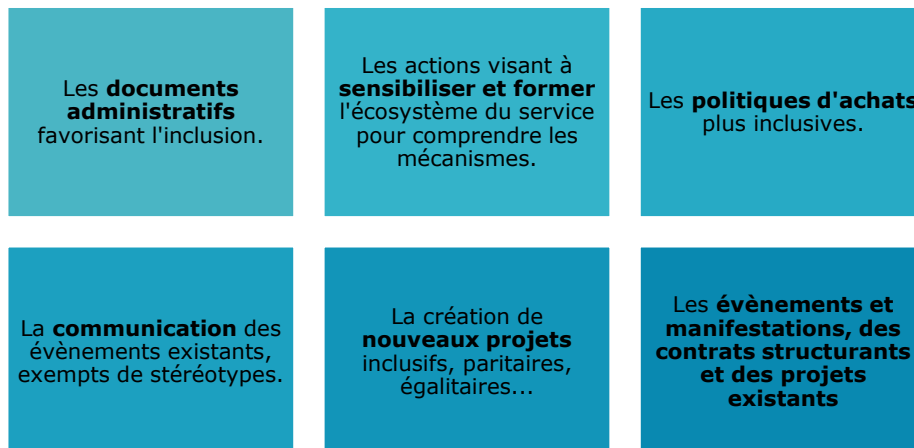 Les documents
administratifs
favorisant l'inclusion.
Les actions visant à
sensibiliser et former
l'écosystème du service
pour comprendre les
mécanismes.
Les politiques d'achats
plus inclusives.
La communication des
évènements existants,
exempts de stéréotypes.
La création de
nouveaux projets
inclusifs, paritaires,
égalitaires...
Les évènements et
manifestations, des
contrats structurants
et des projets
existants